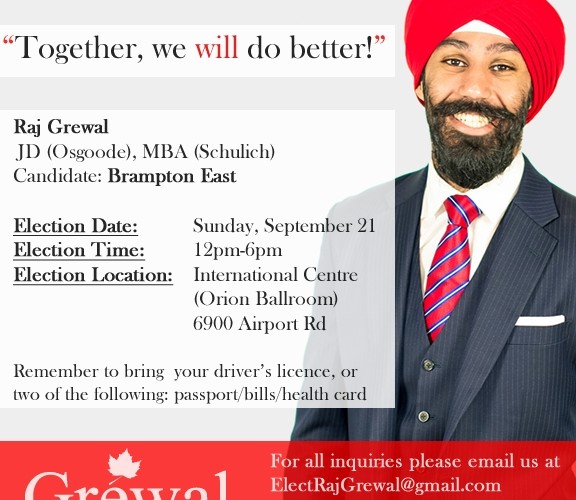 “Together, we will do better!”
Raj Grewal
JD (Osgoode), MBA (Schulich)
Candidate: Brampton East
Election Date: Sunday, September 21
Election Time: 12pm-6pm
Election Location: International Centre
(Orion Ballroom)
6900 Airport Rd
Remember to bring your driver's licence, or
two of the following: passport/bills/health card
Grewal
For all inquiries please email us at
ElectRajGrewal@gmail.com